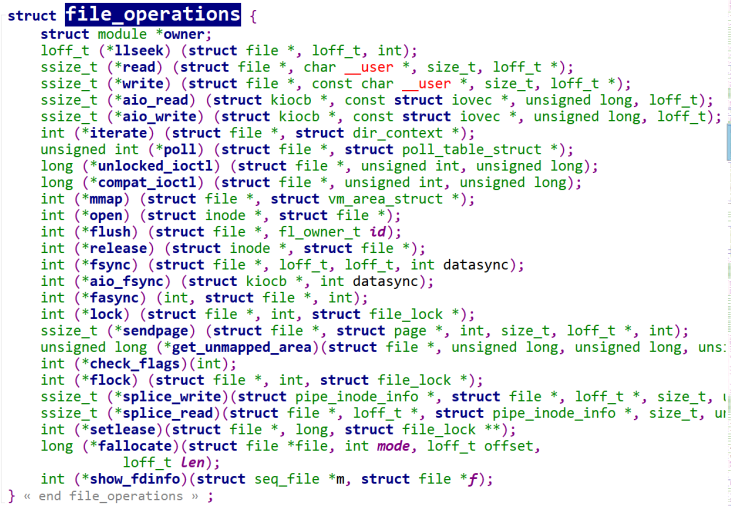 struct file_operations {
    struct module *owner;
    loff_t (*llseek) (struct file *, loff_t, int);
    ssize_t (*read) (struct file *, char __user *, size_t, loff_t *);
    ssize_t (*write) (struct file *, const char __user *, size_t, loff_t *);
    ssize_t (*aio_read) (struct kiocb *, const struct iovec *, unsigned long, loff_t);
    ssize_t (*aio_write) (struct kiocb *, const struct iovec *, unsigned long, loff_t);
    int (*iterate) (struct file *, struct dir_context *);
    unsigned int (*poll) (struct file *, struct poll_table_struct *);
    long (*unlocked_ioctl) (struct file *, unsigned int, unsigned long);
    long (*compat_ioctl) (struct file *, unsigned int, unsigned long);
    int (*mmap) (struct file *, struct vm_area_struct *);
    int (*open) (struct inode *, struct file *);
    int (*flush) (struct file *, fl_owner_t id);
    int (*release) (struct inode *, struct file *);
    int (*fsync) (struct file *, loff_t, loff_t, int datasync);
    int (*aio_fsync) (struct kiocb *, int datasync);
    int (*fasync) (int, struct file *, int);
    int (*lock) (struct file *, int, struct file_lock *);
    ssize_t (*sendpage) (struct file *, struct page *, int, size_t, loff_t *, int);
    unsigned long (*get_unmapped_area)(struct file *, unsigned long, unsigned long,
    int (*check_flags)(int);
    int (*flock) (struct file *, int, struct file_lock *);
    ssize_t (*splice_write)(struct pipe_inode_info *, struct file *, loff_t *, size_t,
    ssize_t (*splice_read)(struct file *, loff_t *, struct pipe_inode_info *, size_t,
    int (*setlease)(struct file *, long, struct file_lock **);
    long (*fallocate)(struct file *file, int mode, loff_t offset,
              loff_t len);
    int (*show_fdinfo)(struct seq_file *m, struct file *f);
} « end file_operations » ;